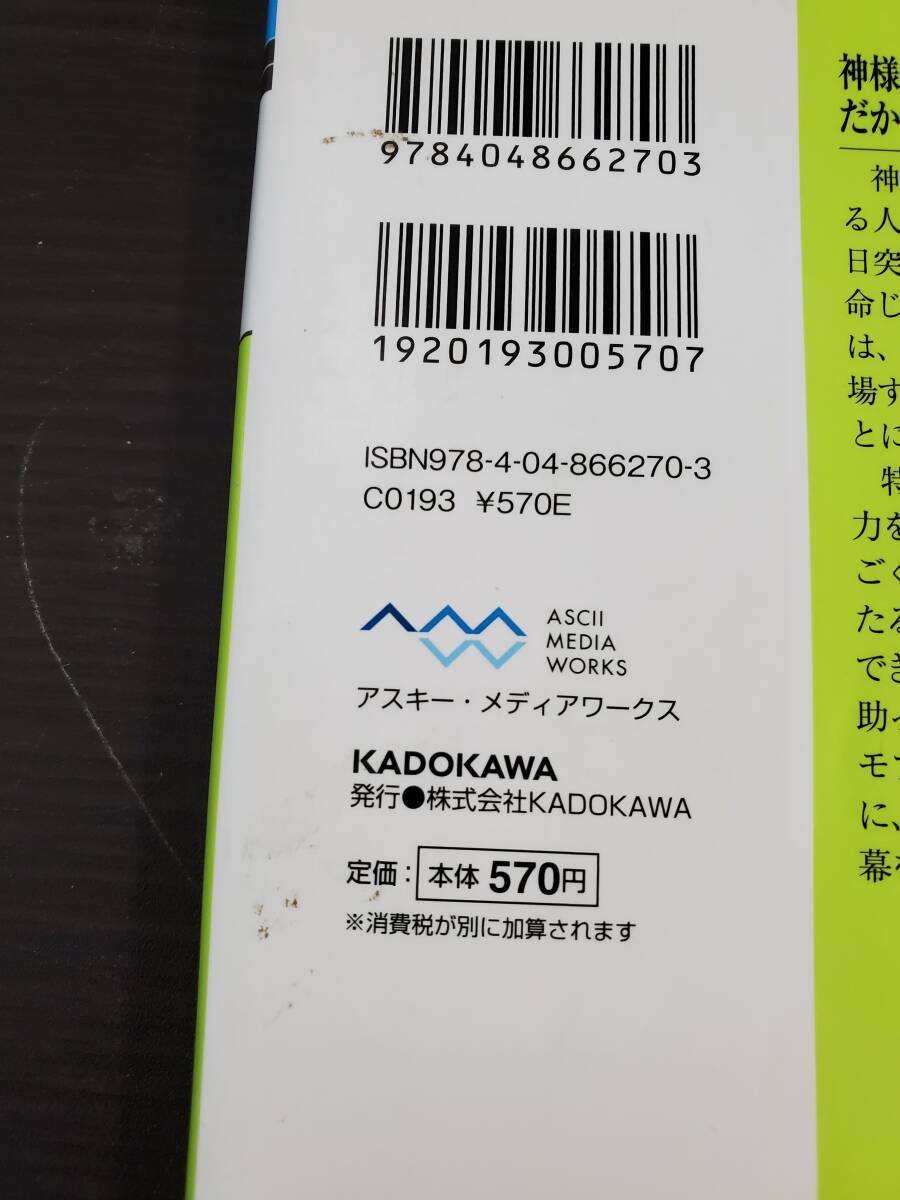 9784048662703
1920193005707
ISBN978-4-04-866270-3
C0193 ¥570E
ASCII
MEDIA
WORKS
アスキー・メディアワークス
KADOKAWA
発行●株式会社KADOKAWA
定価：本体 570円
※消費税が別に加算されます
神様
だか
神
る人
日突
命じ
は、
場す
とに
特
力を
ごく
たる
でき
助っ
モフ
に、
幕を